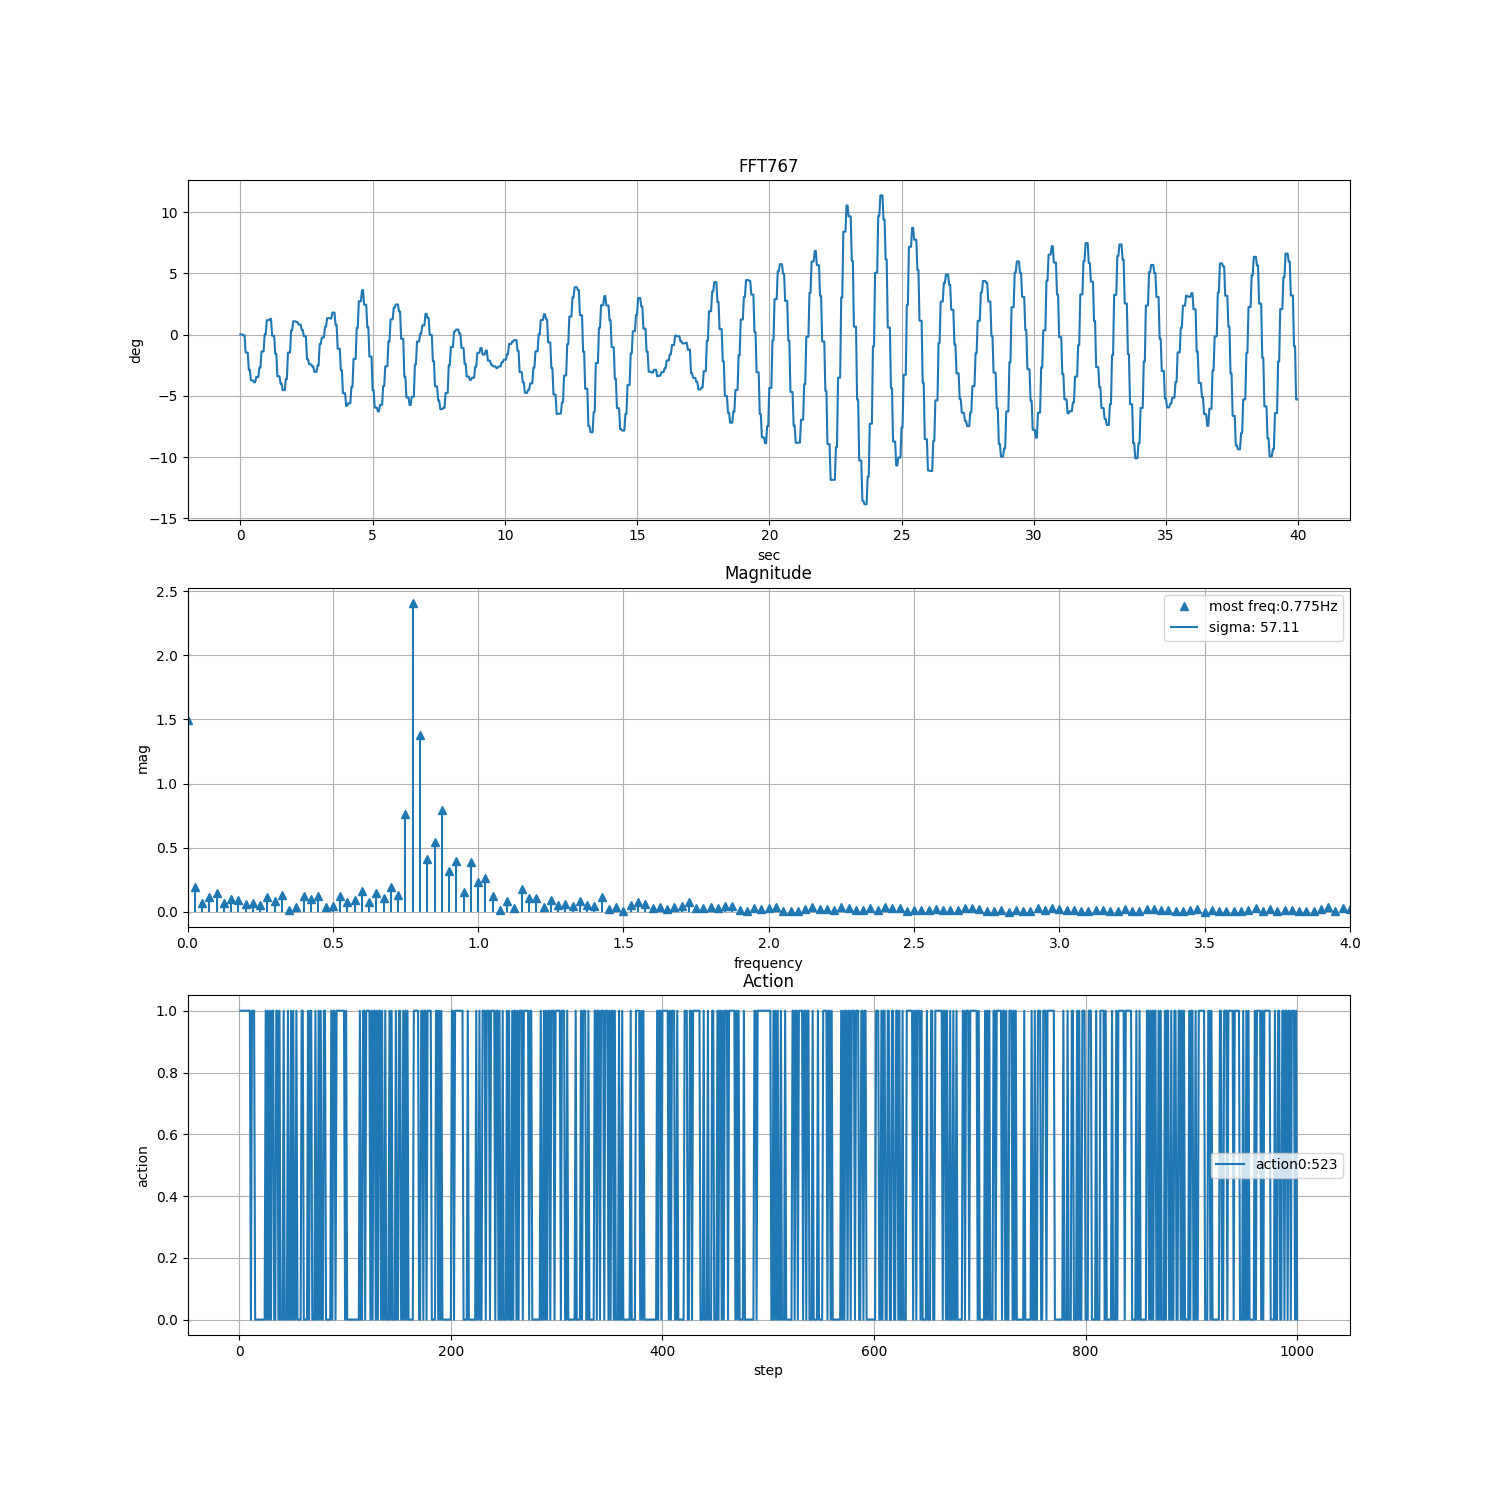 FFT767
10
5
0
−5
−10
−15
deg
0 5 10 15 20 25 30 35 40
sec
Magnitude
2.5
2.0
1.5
1.0
0.5
0.0
mag
most freq:0.775Hz
sigma: 57.11
0.0 0.5 1.0 1.5 2.0 2.5 3.0 3.5 4.0
frequency
Action
1.0
0.8
0.6
0.4
0.2
0.0
action
action0:523
0 200 400 600 800 1000
step